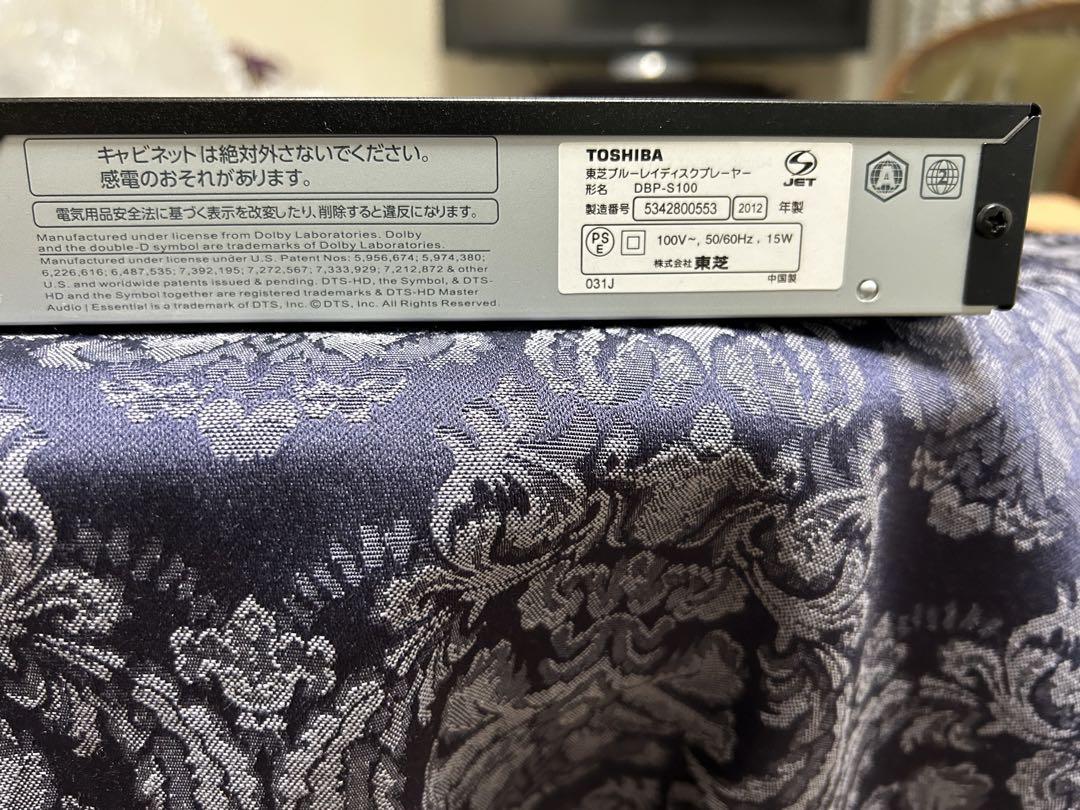 キャビネットは絶対外さないでください。
感電のおそれがあります。
電気用品安全法に基づく表示を改変したり、削除すると違反になります。
Manufactured under license from Dolby Laboratories. Dolby
and the double-D symbol are trademarks of Dolby Laboratories.
Manufactured under license under U.S. Patent Nos: 5,956,674; 5,974,380;
6,226,616; 6,487,535; 7,392,195; 7,272,567; 7,333,929; 7,212,872 & other
U.S. and worldwide patents issued & pending. DTS-HD, the Symbol, & DTS-
HD and the Symbol together are registered trademarks & DTS-HD Master
Audio | Essential is a trademark of DTS, Inc. © DTS, Inc. All Rights Reserved.
TOSHIBA
東芝ブルーレイディスクプレーヤー
形名 DBP-S100
製造番号 5342800553 2012 年製
PSE 100V~, 50/60Hz, 15W
株式会社 東芝
031J 中国製
S JET
A
2